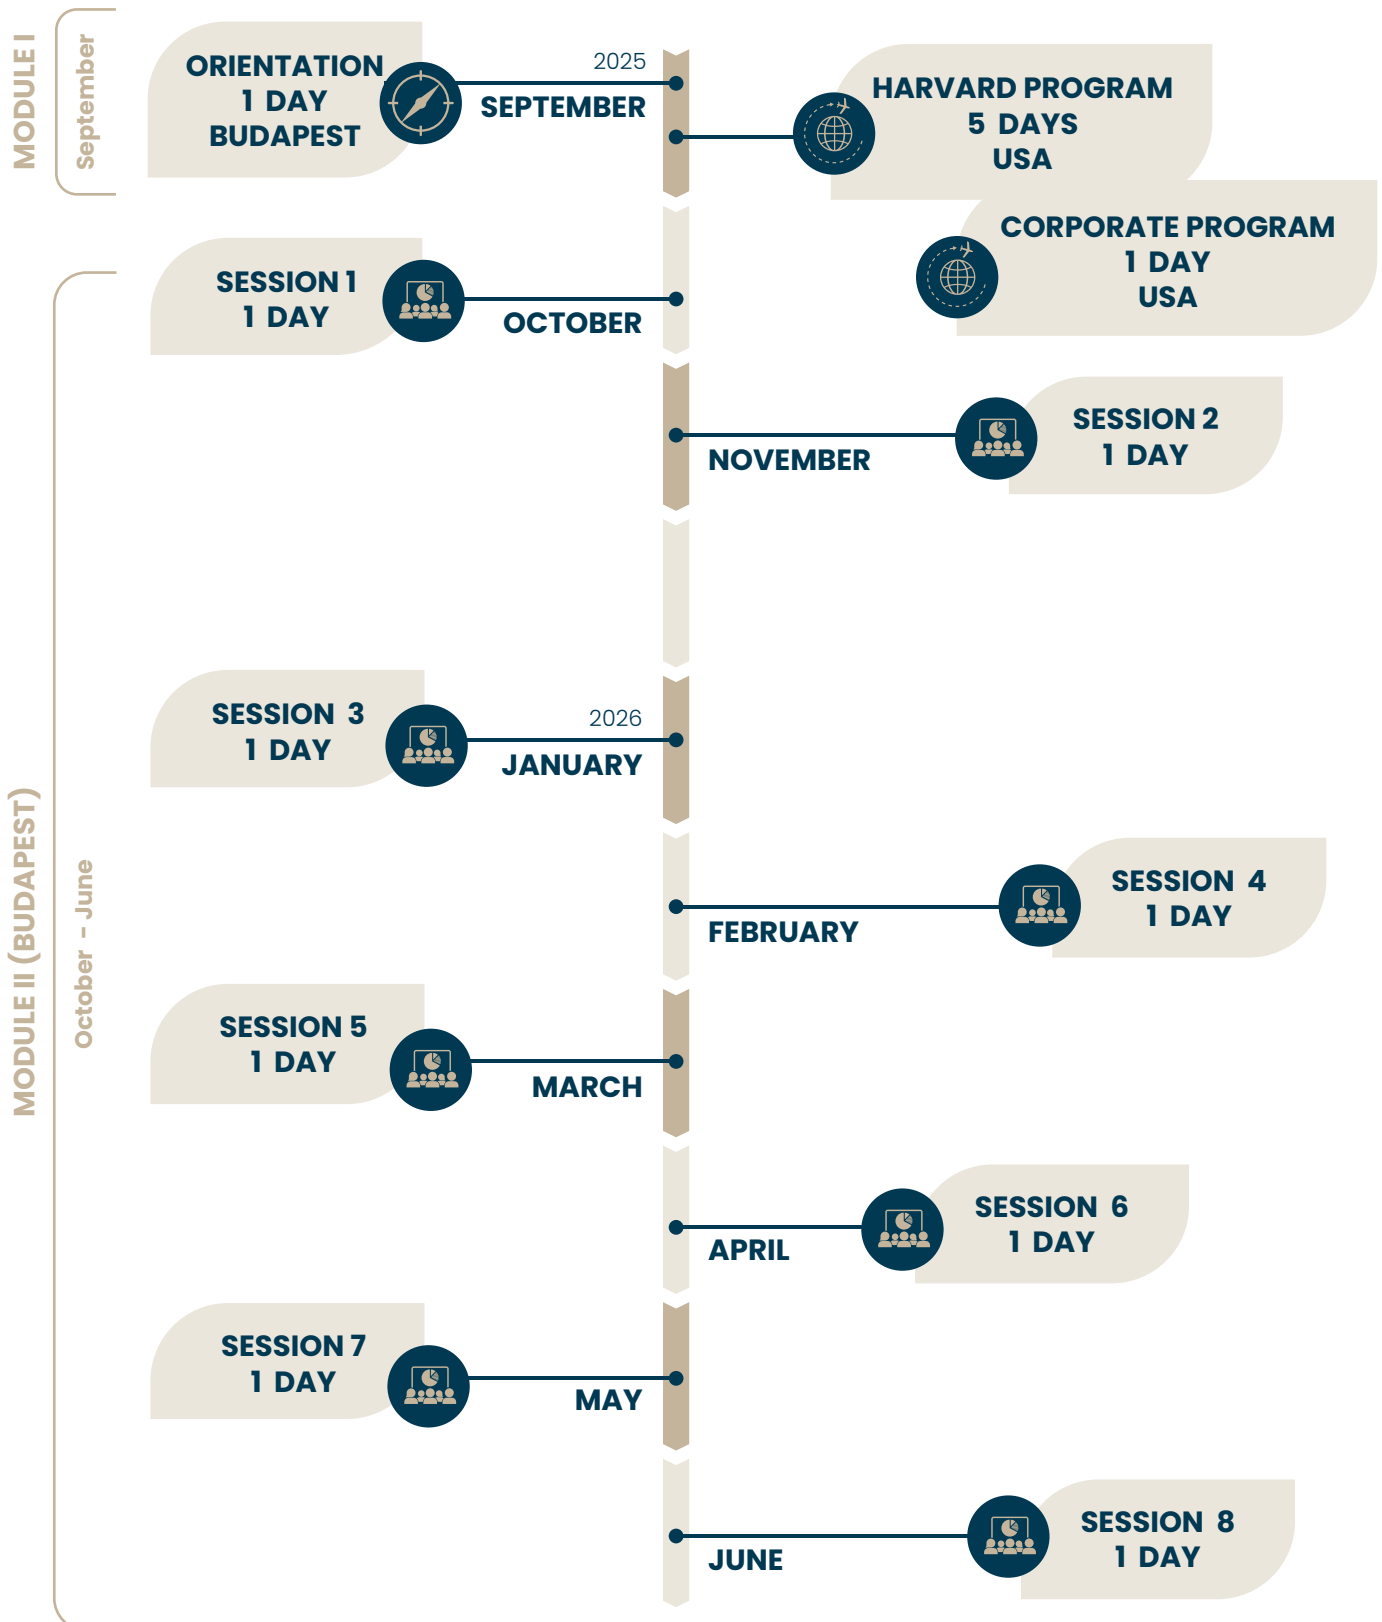 MODULE I
September
ORIENTATION
1 DAY
BUDAPEST
2025
SEPTEMBER
HARVARD PROGRAM
5 DAYS
USA
CORPORATE PROGRAM
1 DAY
USA
MODULE II (BUDAPEST)
October - June
SESSION 1
1 DAY
OCTOBER
SESSION 2
1 DAY
NOVEMBER
SESSION 3
1 DAY
2026
JANUARY
SESSION 4
1 DAY
FEBRUARY
SESSION 5
1 DAY
MARCH
SESSION 6
1 DAY
APRIL
SESSION 7
1 DAY
MAY
SESSION 8
1 DAY
JUNE